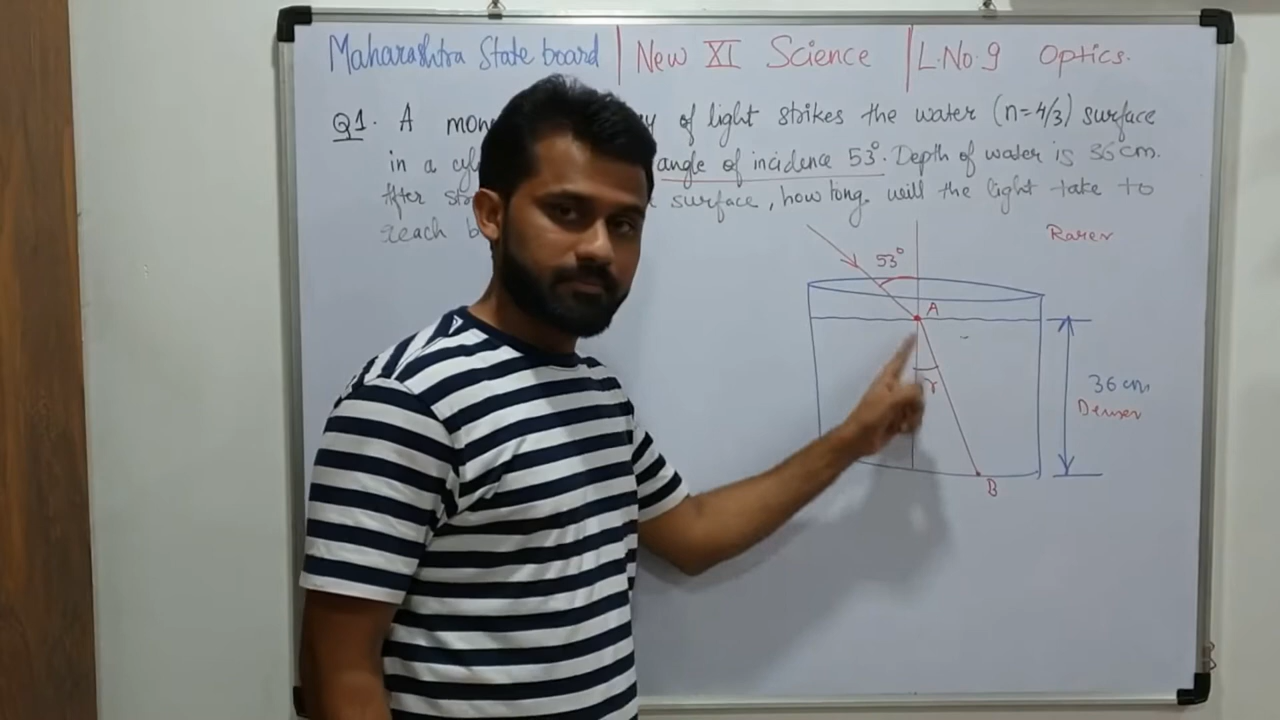 Maharashtra State board | New XI Science | L.No.9 Optics.
Q1. A of light strikes the water (n=4/3) surface
in a angle of incidence 53°. Depth of water is 36cm.
After surface, how long will the light take to
reach
Rarer
53°
A
36 cm
r
Denser
B